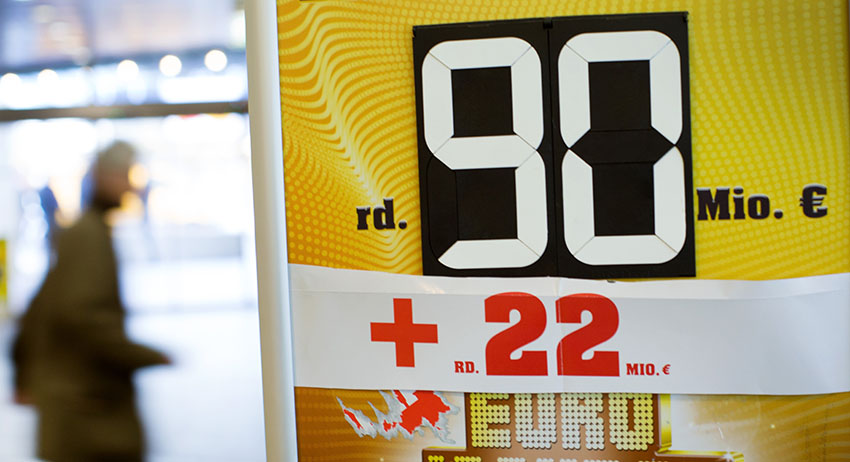 rd. 90 Mio. €
+ RD. 22 MIO. €
EURO